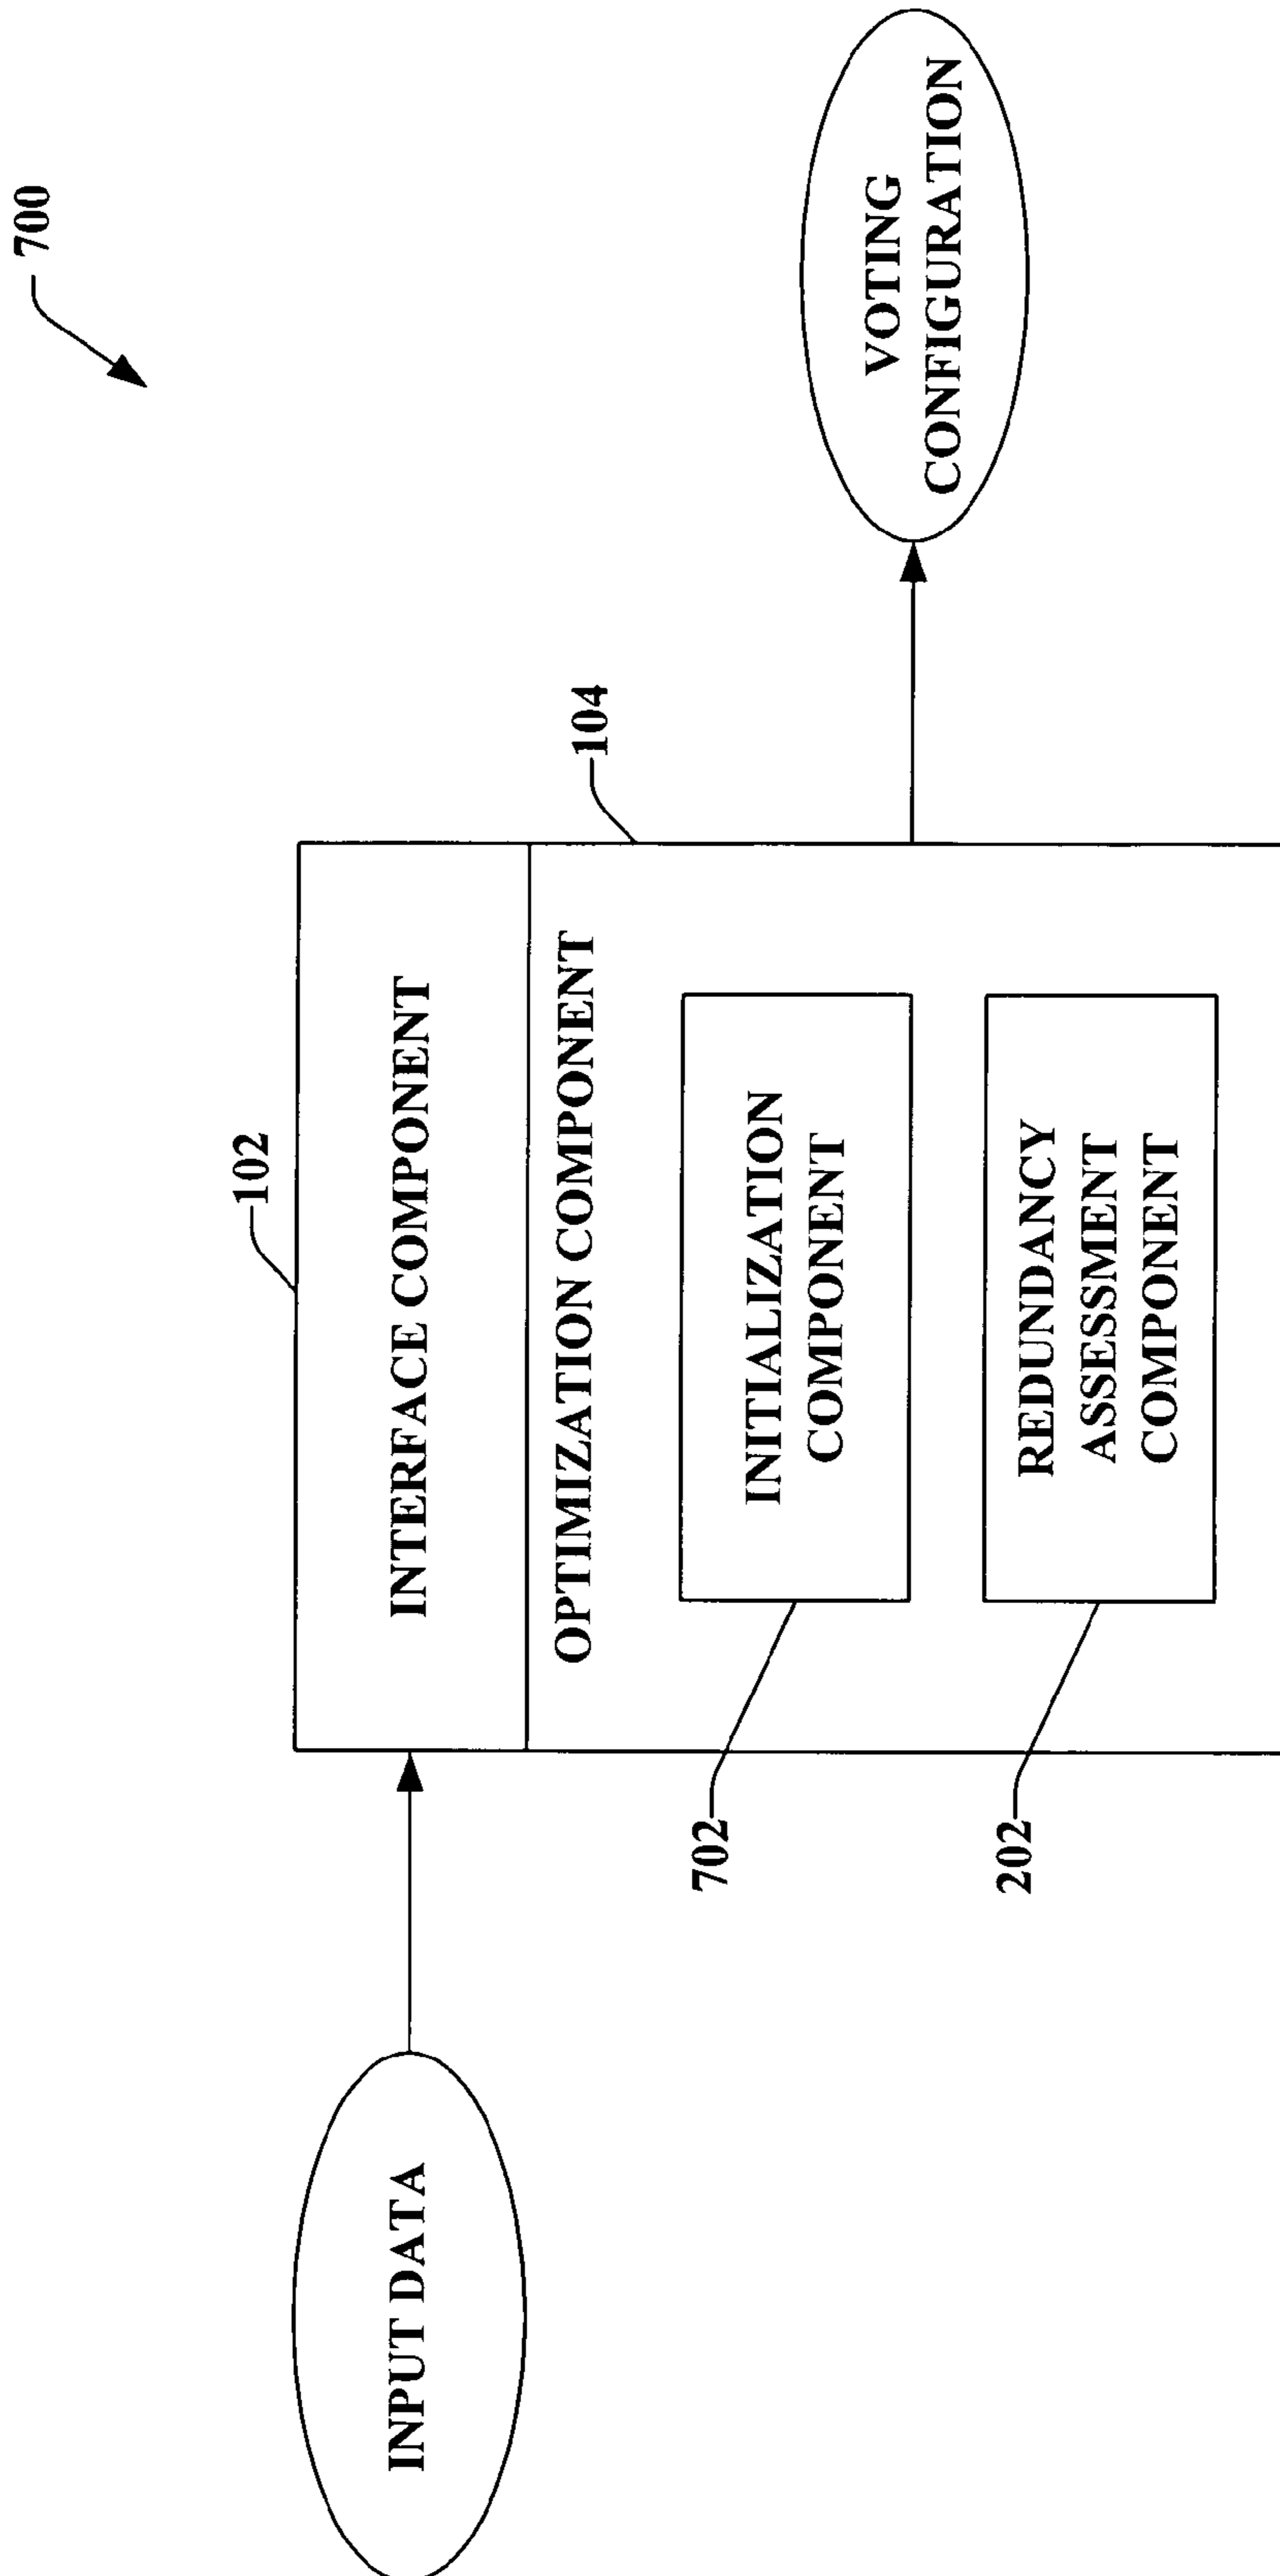 700
102
INTERFACE COMPONENT
INPUT DATA
104
OPTIMIZATION COMPONENT
INITIALIZATION
COMPONENT
702
VOTING
CONFIGURATION
REDUNDANCY
ASSESSMENT
COMPONENT
202